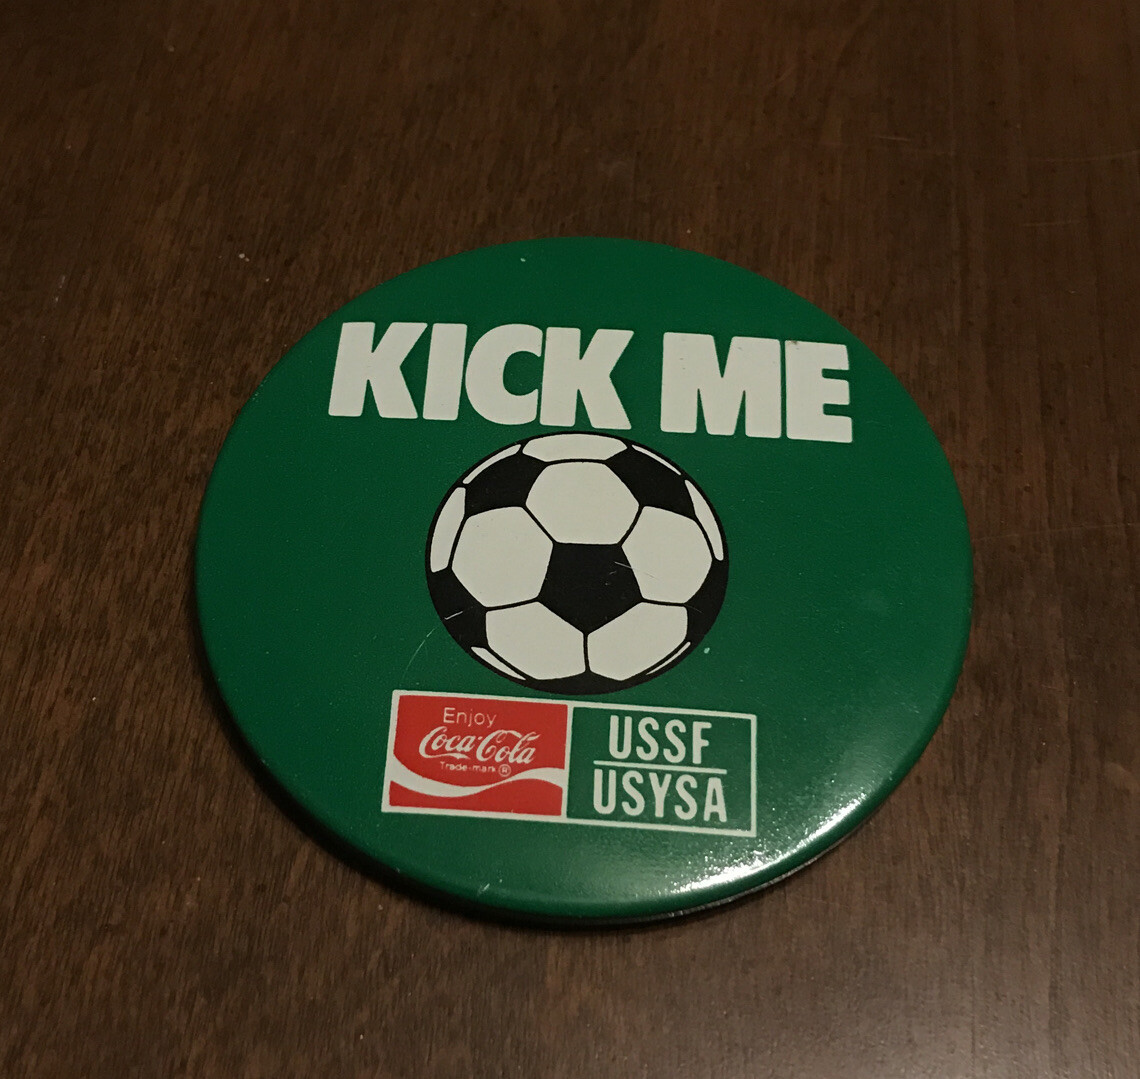 KICK ME
Enjoy
Coca-Cola
Trade-mark ®
USSF
USYSA